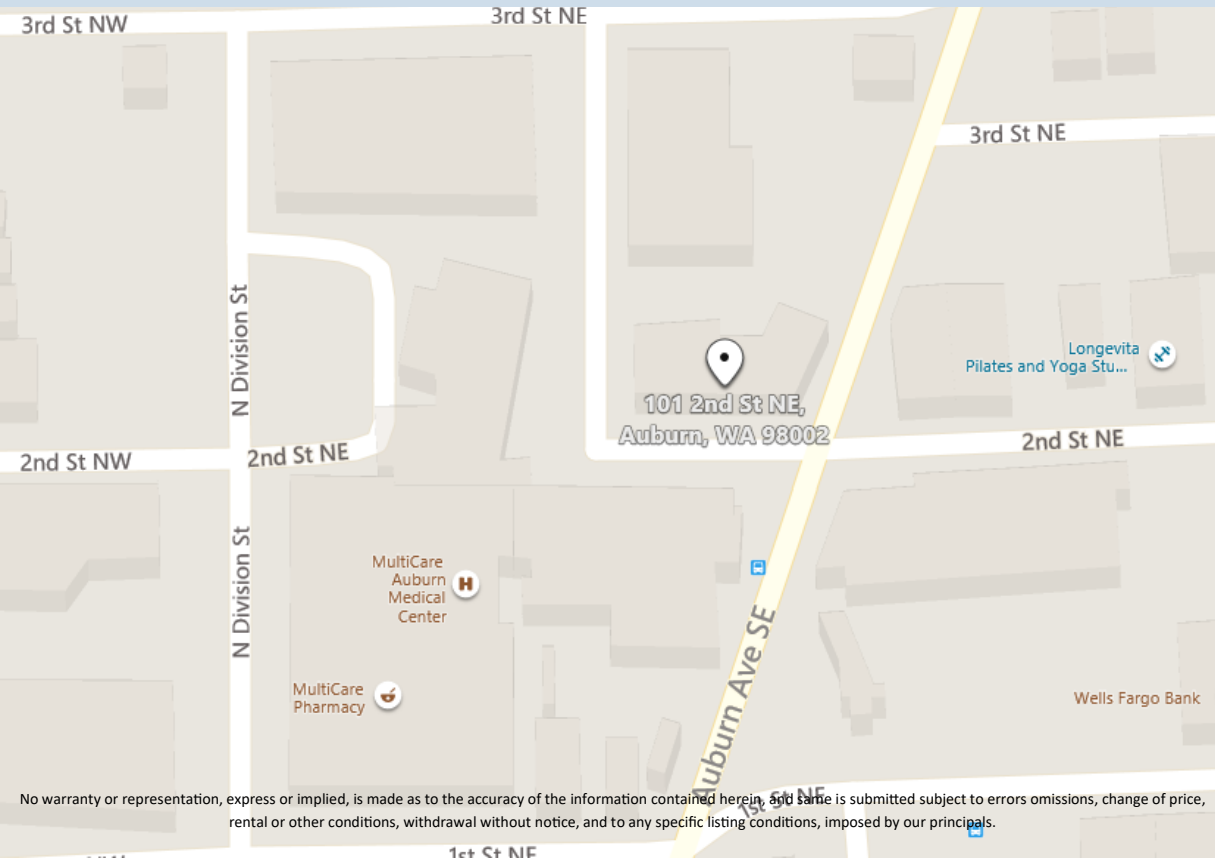 3rd St NW
3rd St NE
3rd St NE
N Division St
Longevita
Pilates and Yoga Stu...
101 2nd St NE,
Auburn, WA 98002
2nd St NW
2nd St NE
2nd St NE
N Division St
MultiCare
Auburn
Medical
Center
Auburn Ave SE
MultiCare
Pharmacy
Wells Fargo Bank
1st St NE
No warranty or representation, express or implied, is made as to the accuracy of the information contained herein, and same is submitted subject to errors omissions, change of price,
rental or other conditions, withdrawal without notice, and to any specific listing conditions, imposed by our principals.
1st St NE